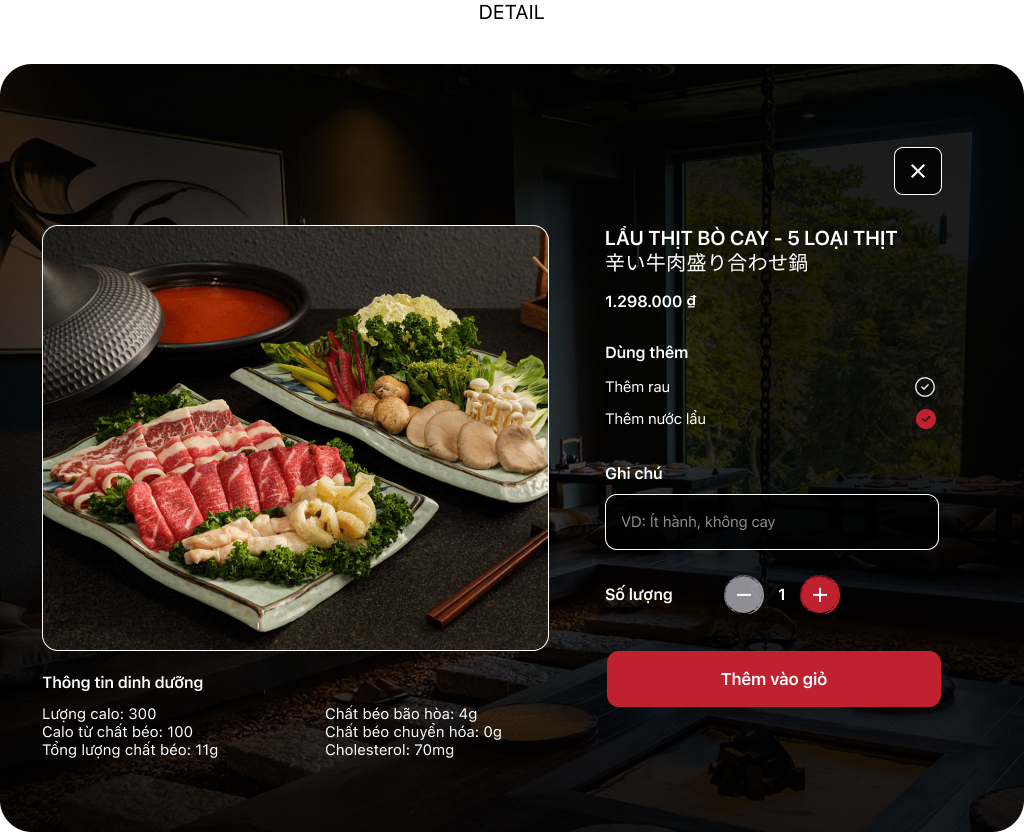 DETAIL
LẨU THỊT BÒ CAY - 5 LOẠI THỊT
辛い牛肉盛り合わせ鍋
1.298.000 ₫
Dùng thêm
Thêm rau
Thêm nước lẩu
Ghi chú
VD: Ít hành, không cay
Số lượng
1
Thêm vào giỏ
Thông tin dinh dưỡng
Lượng calo: 300
Calo từ chất béo: 100
Tổng lượng chất béo: 11g
Chất béo bão hòa: 4g
Chất béo chuyển hóa: 0g
Cholesterol: 70mg